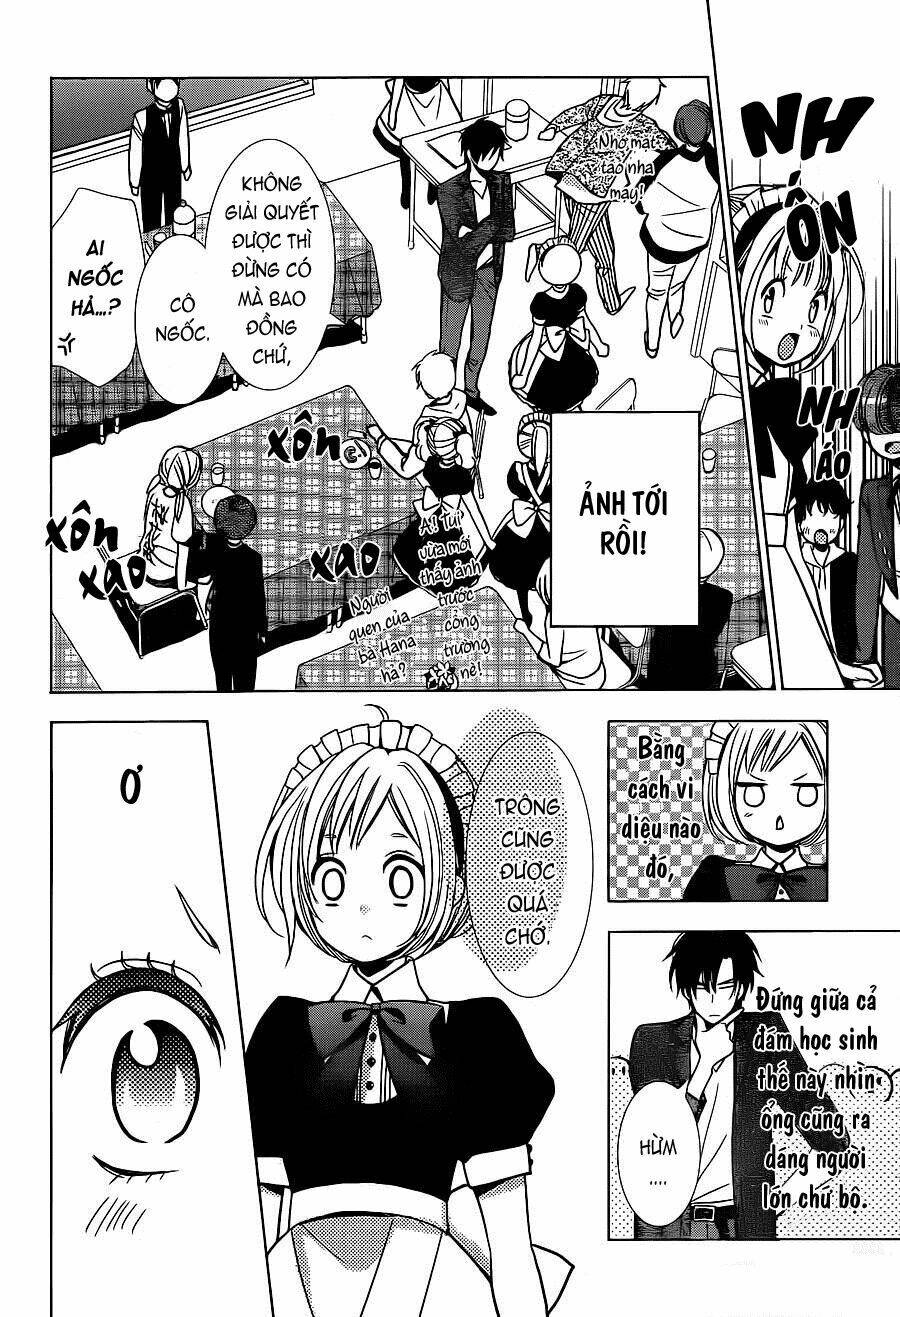 NH
ỐN
NH
ÁO
Nhớ mặt
tao nha
mày!
KHÔNG
GIẢI QUYẾT
ĐƯỢC THÌ
ĐỪNG CÓ
MÀ BAO
ĐỒNG
CHỨ,
CÔ
NGỐC.
AI
NGỐC
HẢ...?
ẢNH TỚI
RỒI!
XÔN
XAO
XÔN
XAO
A! Tui
vừa mới
thấy ảnh
trước
cổng
trường
nè!
Người
quen của
bà Hana
hả?
Bằng
cách vi
diệu nào
đó,
Đứng giữa cả
đám học sinh
thế này nhìn
ổng cũng ra
dáng người
lớn chứ bộ.
HỪM
....
TRÔNG
CŨNG
ĐƯỢC
QUÁ
CHỚ.
Ơ